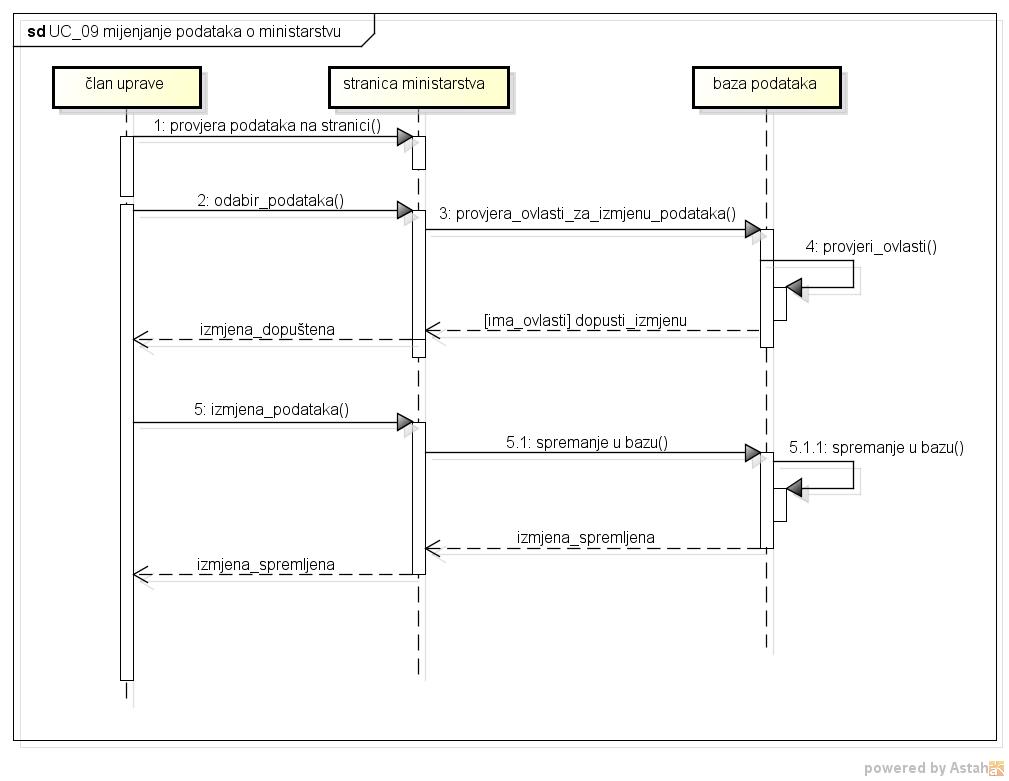 sd UC_09 mijenjanje podataka o ministarstvu
član uprave
stranica ministarstva
baza podataka
1: provjera podataka na stranici()
2: odabir_podataka()
3: provjera_ovlasti_za_izmjenu_podataka()
4: provjeri_ovlasti()
[ima_ovlasti] dopusti_izmjenu
izmjena_dopuštena
5: izmjena_podataka()
5.1: spremanje u bazu()
5.1.1: spremanje u bazu()
izmjena_spremljena
izmjena_spremljena
powered by Astah